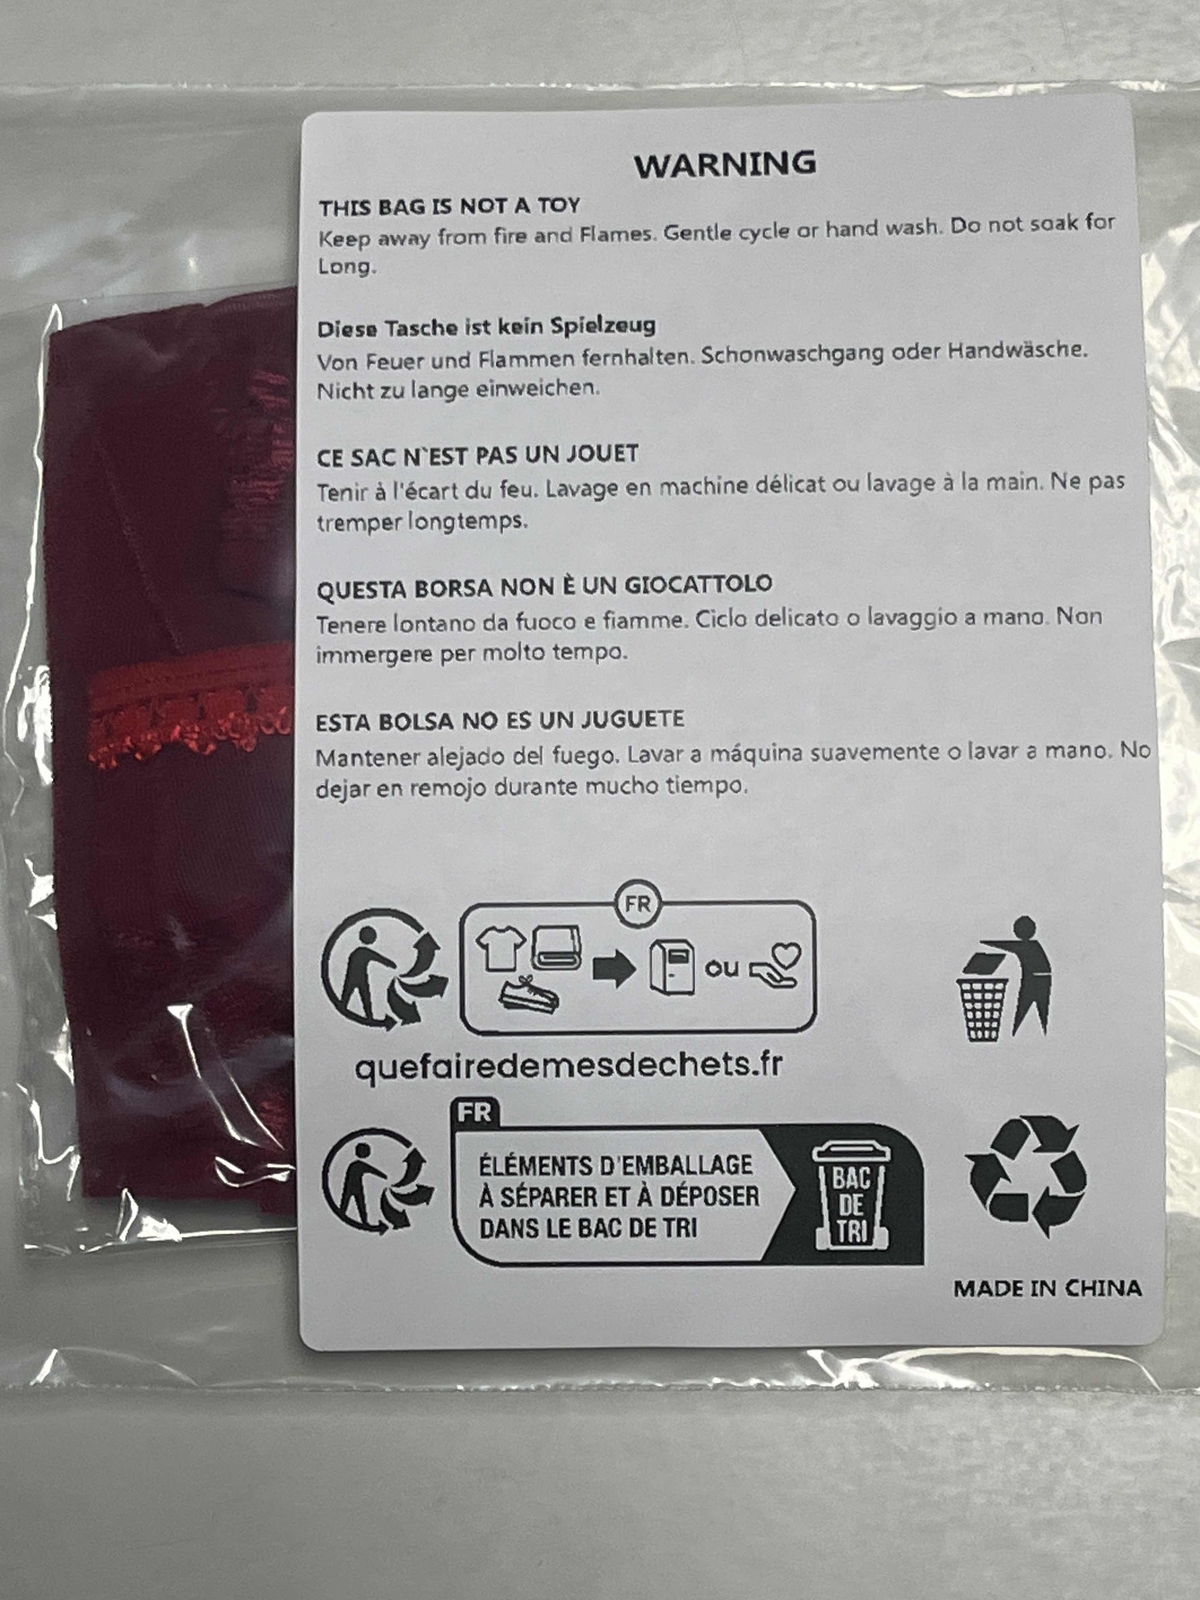 WARNING
THIS BAG IS NOT A TOY
Keep away from fire and Flames. Gentle cycle or hand wash. Do not soak for
Long.
Diese Tasche ist kein Spielzeug
Von Feuer und Flammen fernhalten. Schonwaschgang oder Handwäsche.
Nicht zu lange einweichen.
CE SAC N`EST PAS UN JOUET
Tenir à l'écart du feu. Lavage en machine délicat ou lavage à la main. Ne pas
tremper longtemps.
QUESTA BORSA NON È UN GIOCATTOLO
Tenere lontano da fuoco e fiamme. Ciclo delicato o lavaggio a mano. Non
immergere per molto tempo.
ESTA BOLSA NO ES UN JUGUETE
Mantener alejado del fuego. Lavar a máquina suavemente o lavar a mano. No
dejar en remojo durante mucho tiempo.
FR
ou
quefairedemesdechets.fr
FR
ÉLÉMENTS D'EMBALLAGE
À SÉPARER ET À DÉPOSER
DANS LE BAC DE TRI
BAC
DE
TRI
MADE IN CHINA